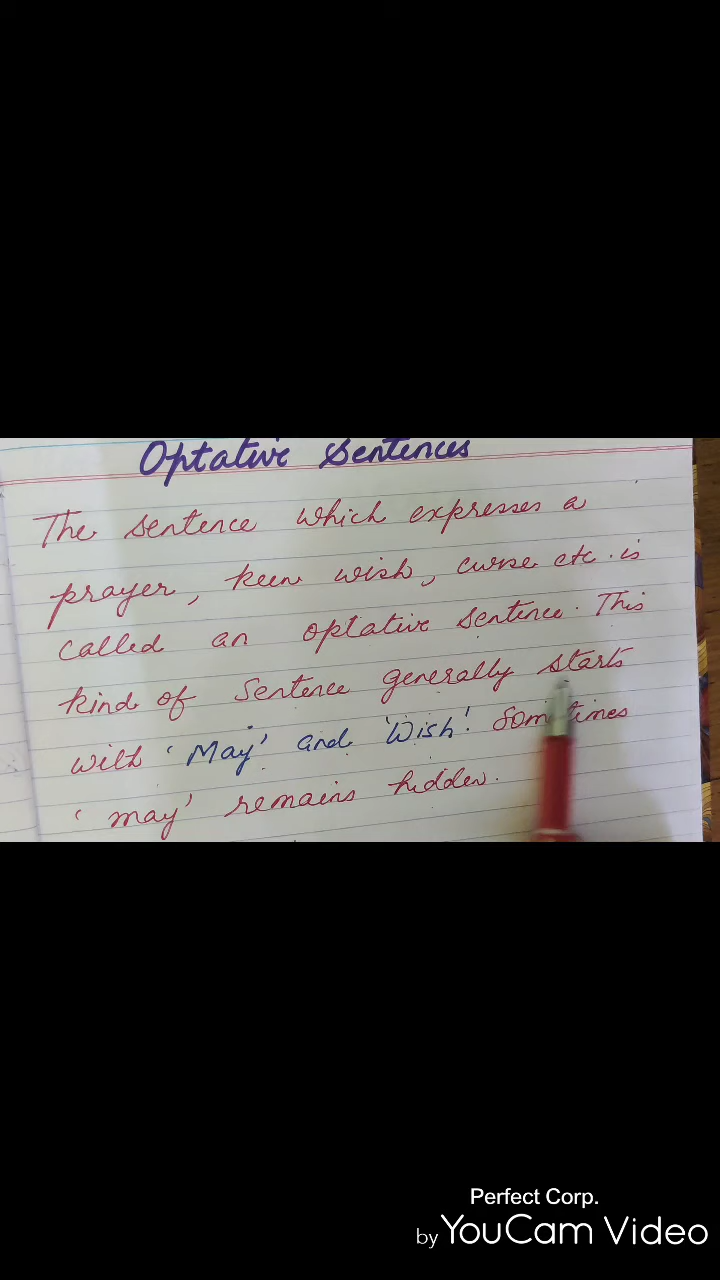 Optative Sentences
The sentence which expresses a
prayer, keen wish, curse etc. is
called an optative sentence. This
kind of sentence generally starts
with 'May' and 'Wish'. Sometimes
'may' remains hidden.
Perfect Corp.
by YouCam Video